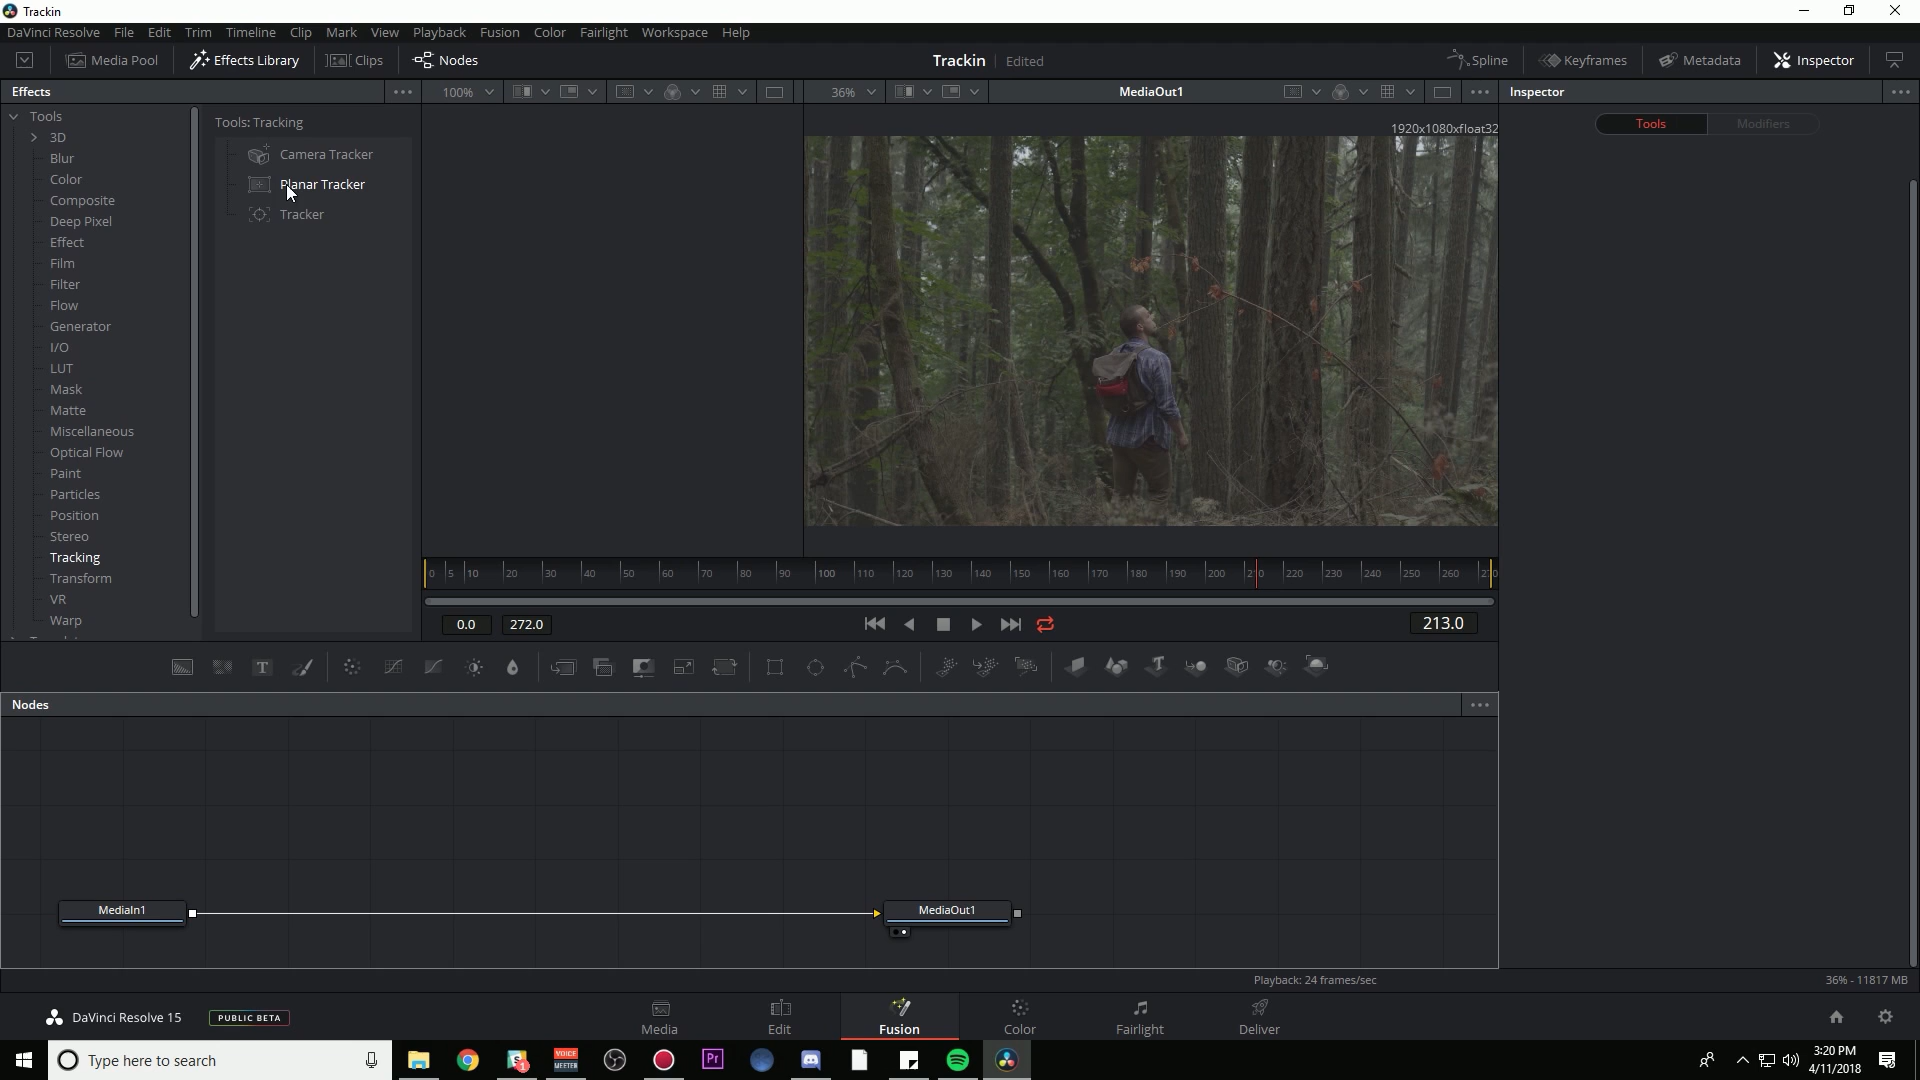 Trackin
DaVinci Resolve File Edit Trim Timeline Clip Mark View Playback Fusion Color Fairlight Workspace Help
Media Pool Effects Library Clips Nodes Trackin Edited Spline Keyframes Metadata Inspector
Effects 100% 36% MediaOut1 Inspector
Tools
3D
Blur
Color
Composite
Deep Pixel
Effect
Film
Filter
Flow
Generator
I/O
LUT
Mask
Matte
Miscellaneous
Optical Flow
Paint
Particles
Position
Stereo
Tracking
Transform
VR
Warp
Tools: Tracking
Camera Tracker
Planar Tracker
Tracker
1920x1080xfloat32
Tools Modifiers
0 5 10 20 30 40 50 60 70 80 90 100 110 120 130 140 150 160 170 180 190 200 210 220 230 240 250 260 270
0.0 272.0 213.0
Nodes
MediaIn1 MediaOut1
Playback: 24 frames/sec 36% - 11817 MB
DaVinci Resolve 15 PUBLIC BETA
Media Edit Fusion Color Fairlight Deliver
Type here to search
1
VOICE
MEETER
Pr
3:20 PM
4/11/2018